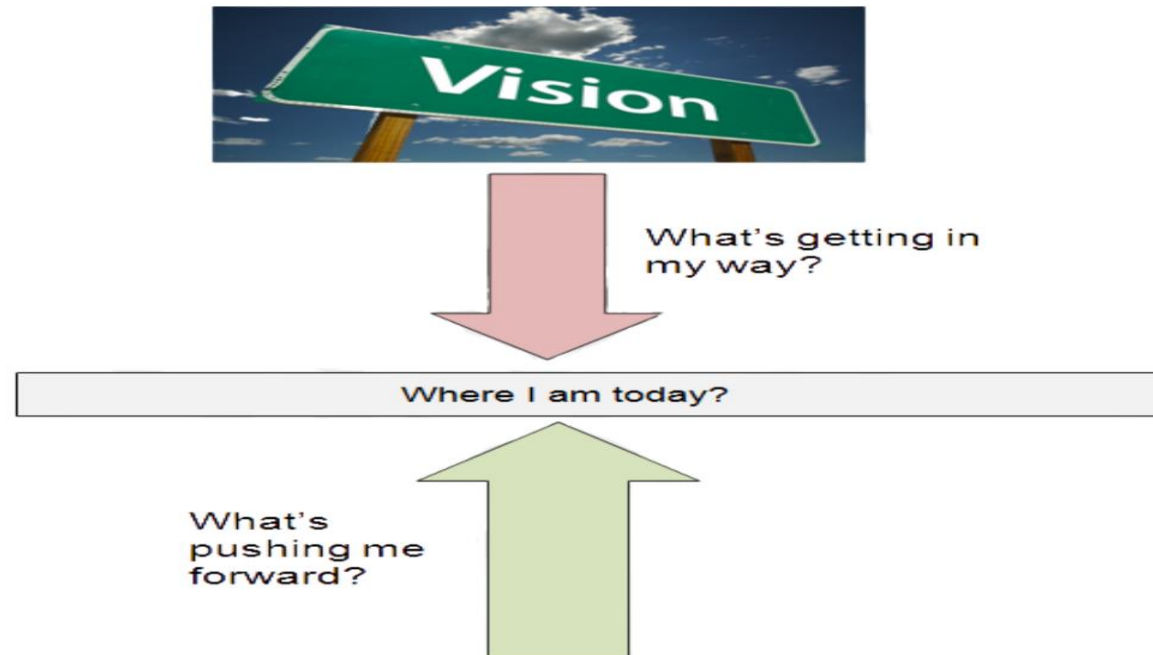 Vision
What's getting in
my way?
Where I am today?
What's
pushing me
forward?